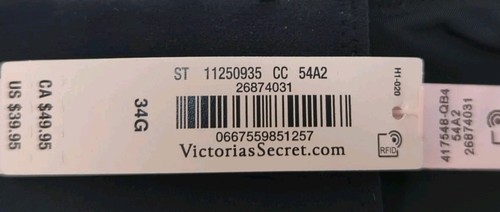 ST 11250935 CC 54A2
26874031
0667559851257
VictoriasSecret.com
34G
CA $49.95
US $39.95
H1-020
RFID
417548-QB4
54A2
26874031